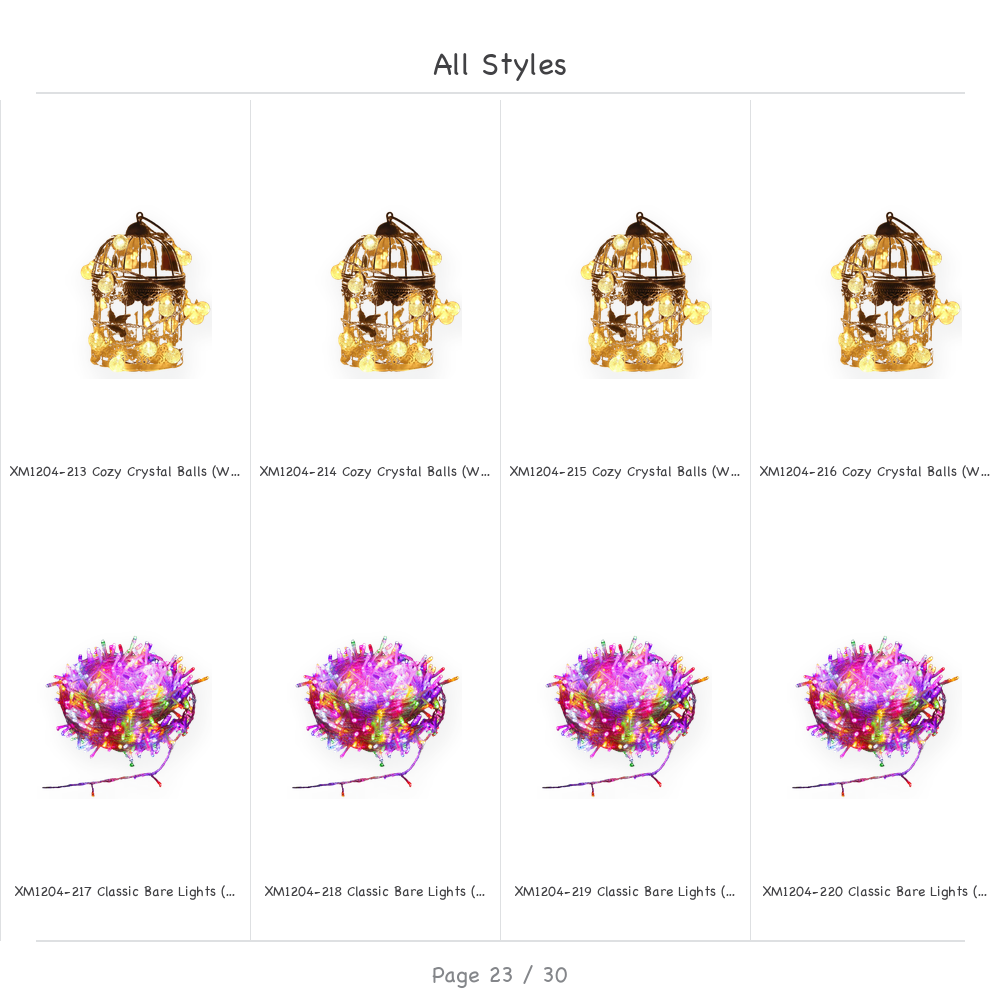 All Styles
XM1204-213 Cozy Crystal Balls (W...
XM1204-214 Cozy Crystal Balls (W...
XM1204-215 Cozy Crystal Balls (W...
XM1204-216 Cozy Crystal Balls (W...
XM1204-217 Classic Bare Lights (...
XM1204-218 Classic Bare Lights (...
XM1204-219 Classic Bare Lights (...
XM1204-220 Classic Bare Lights (...
Page 23 / 30